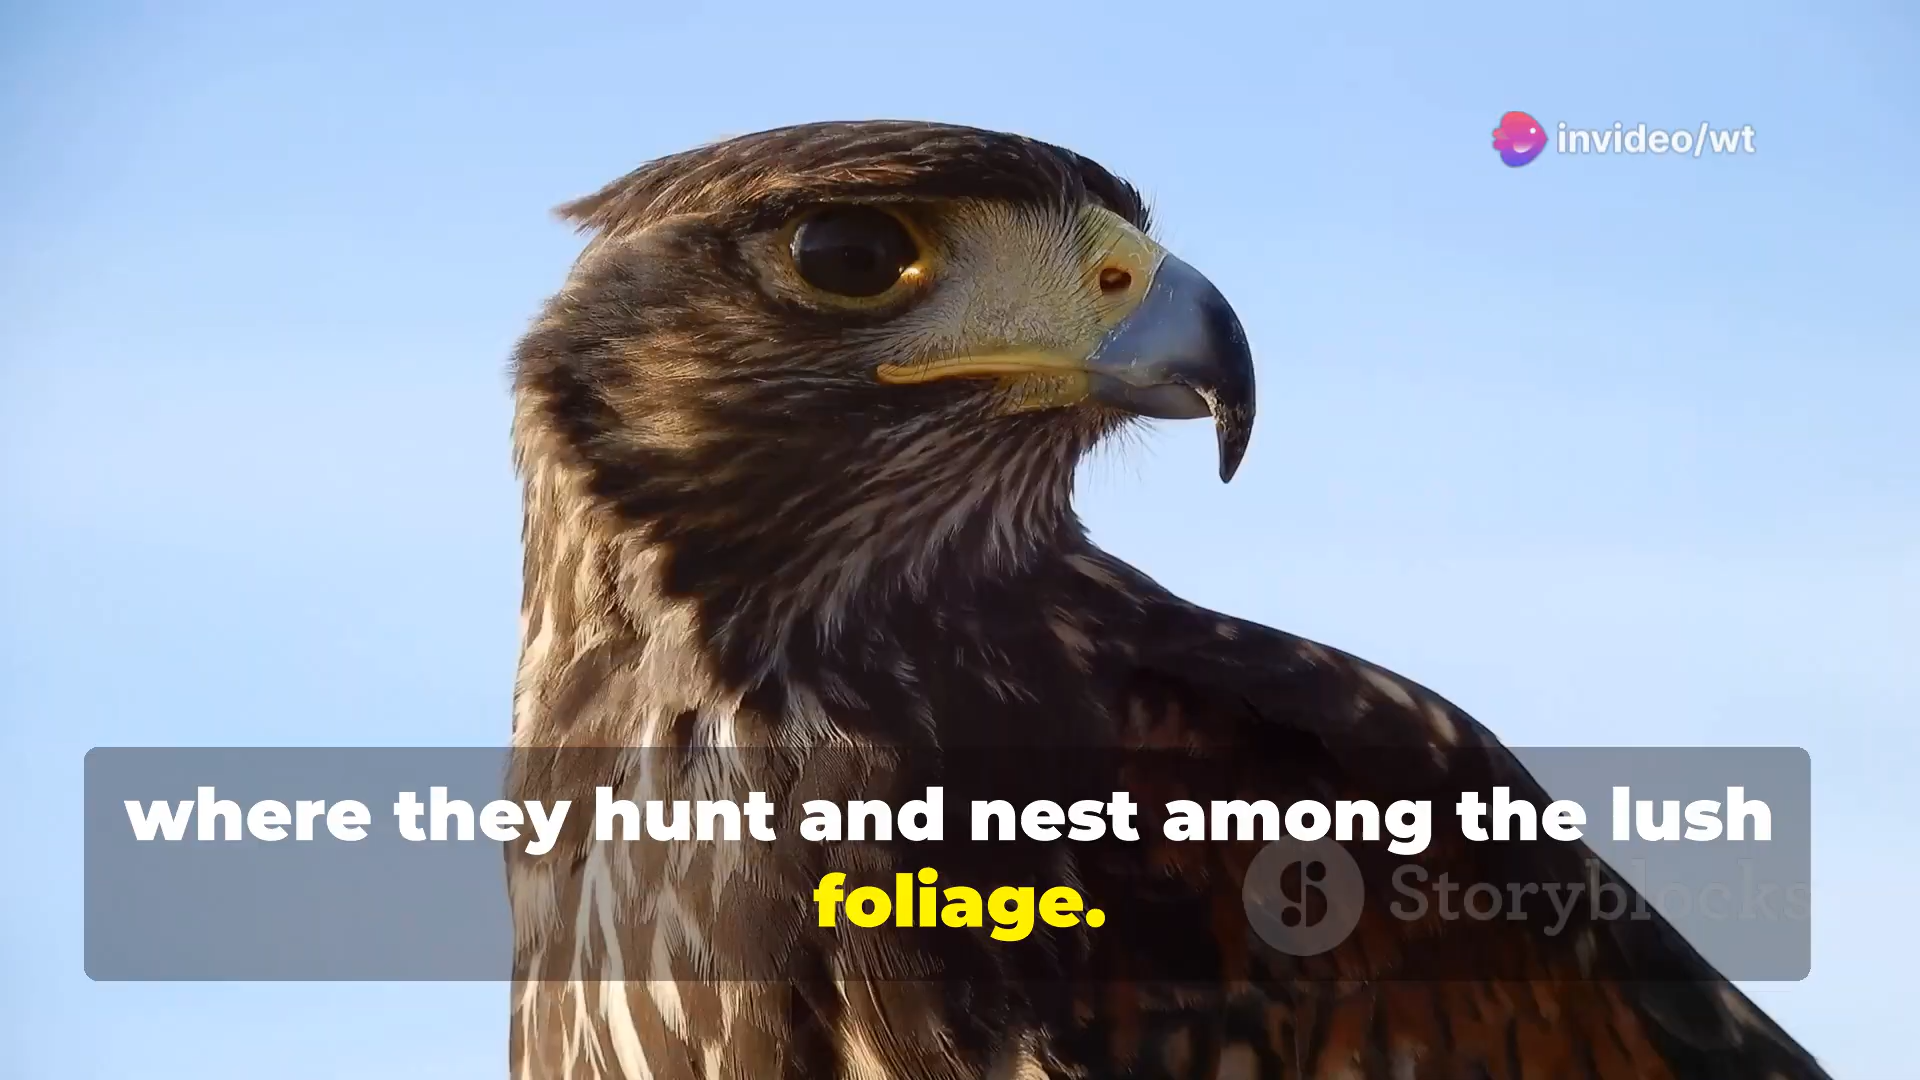 invideo/wt
where they hunt and nest among the lush
foliage.
Storyblocks